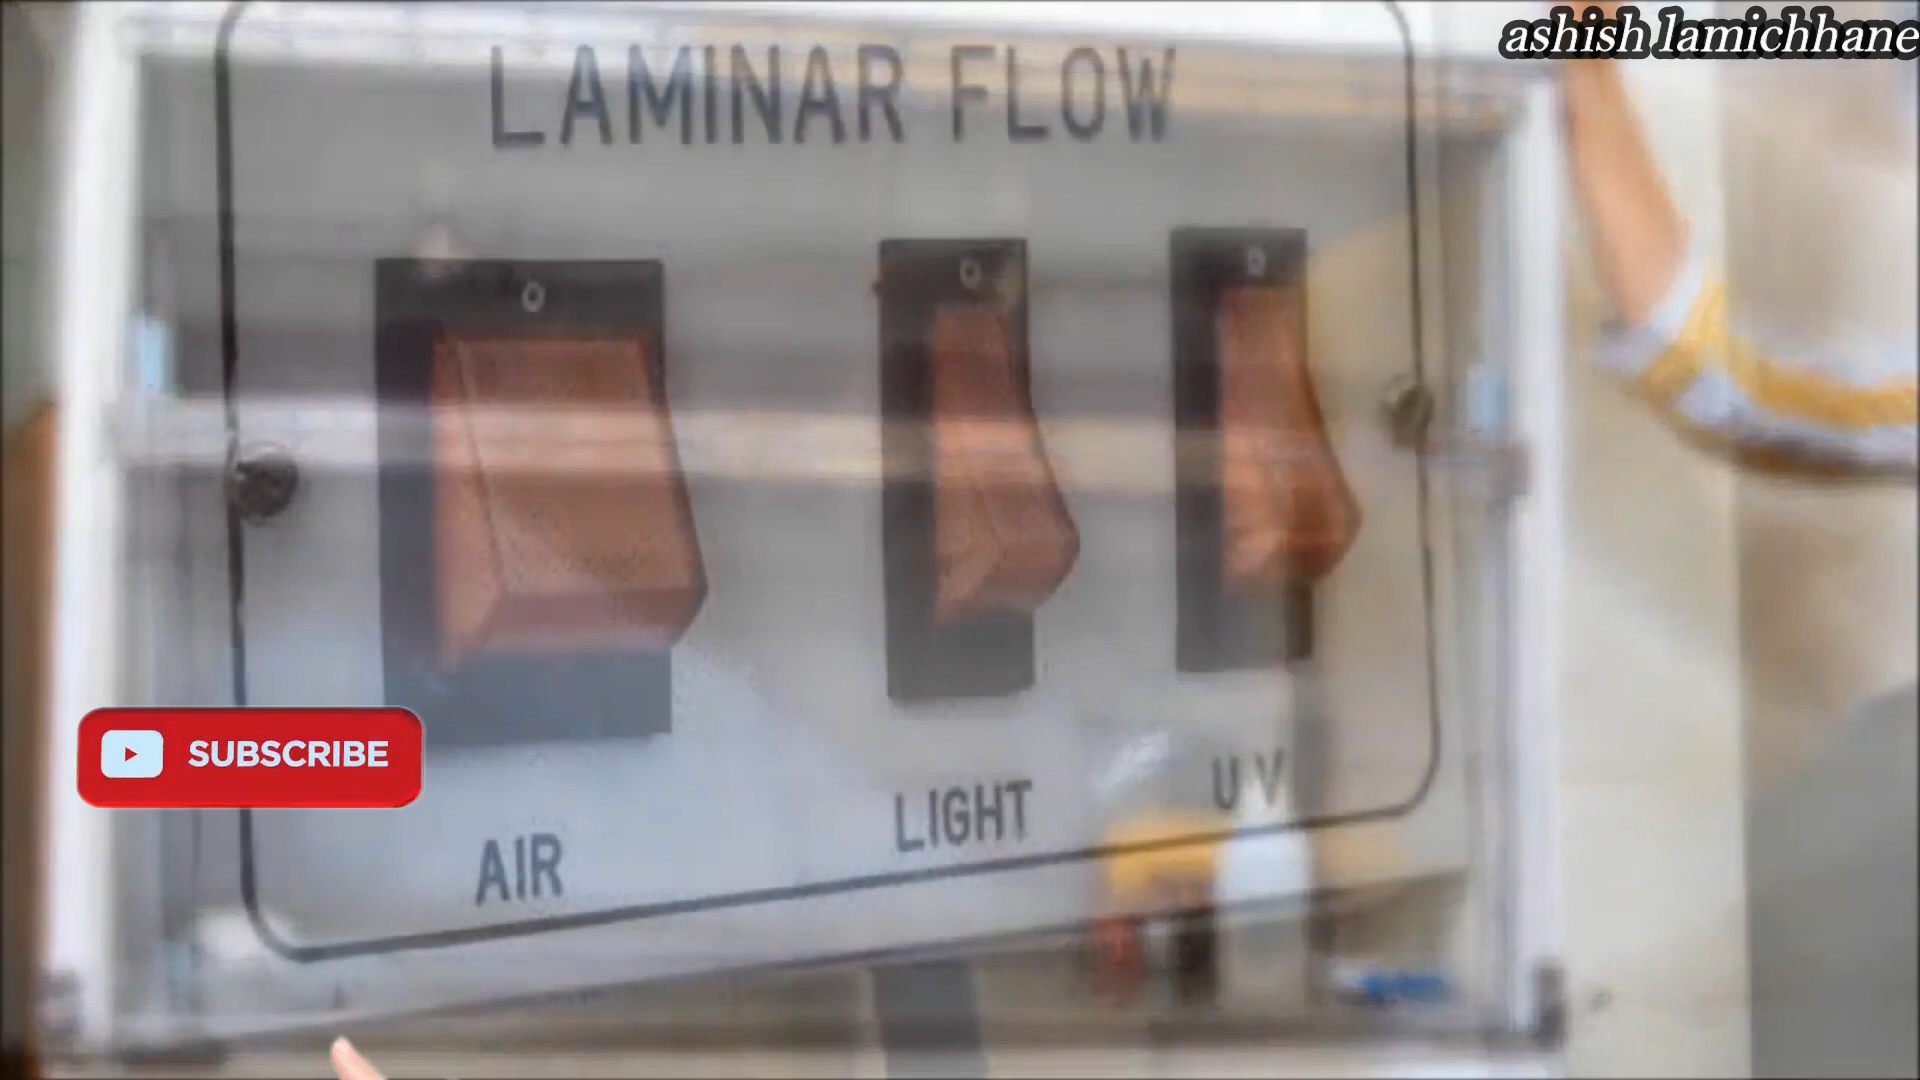 ashish lamichhane
LAMINAR FLOW
O O O
SUBSCRIBE
AIR LIGHT UV